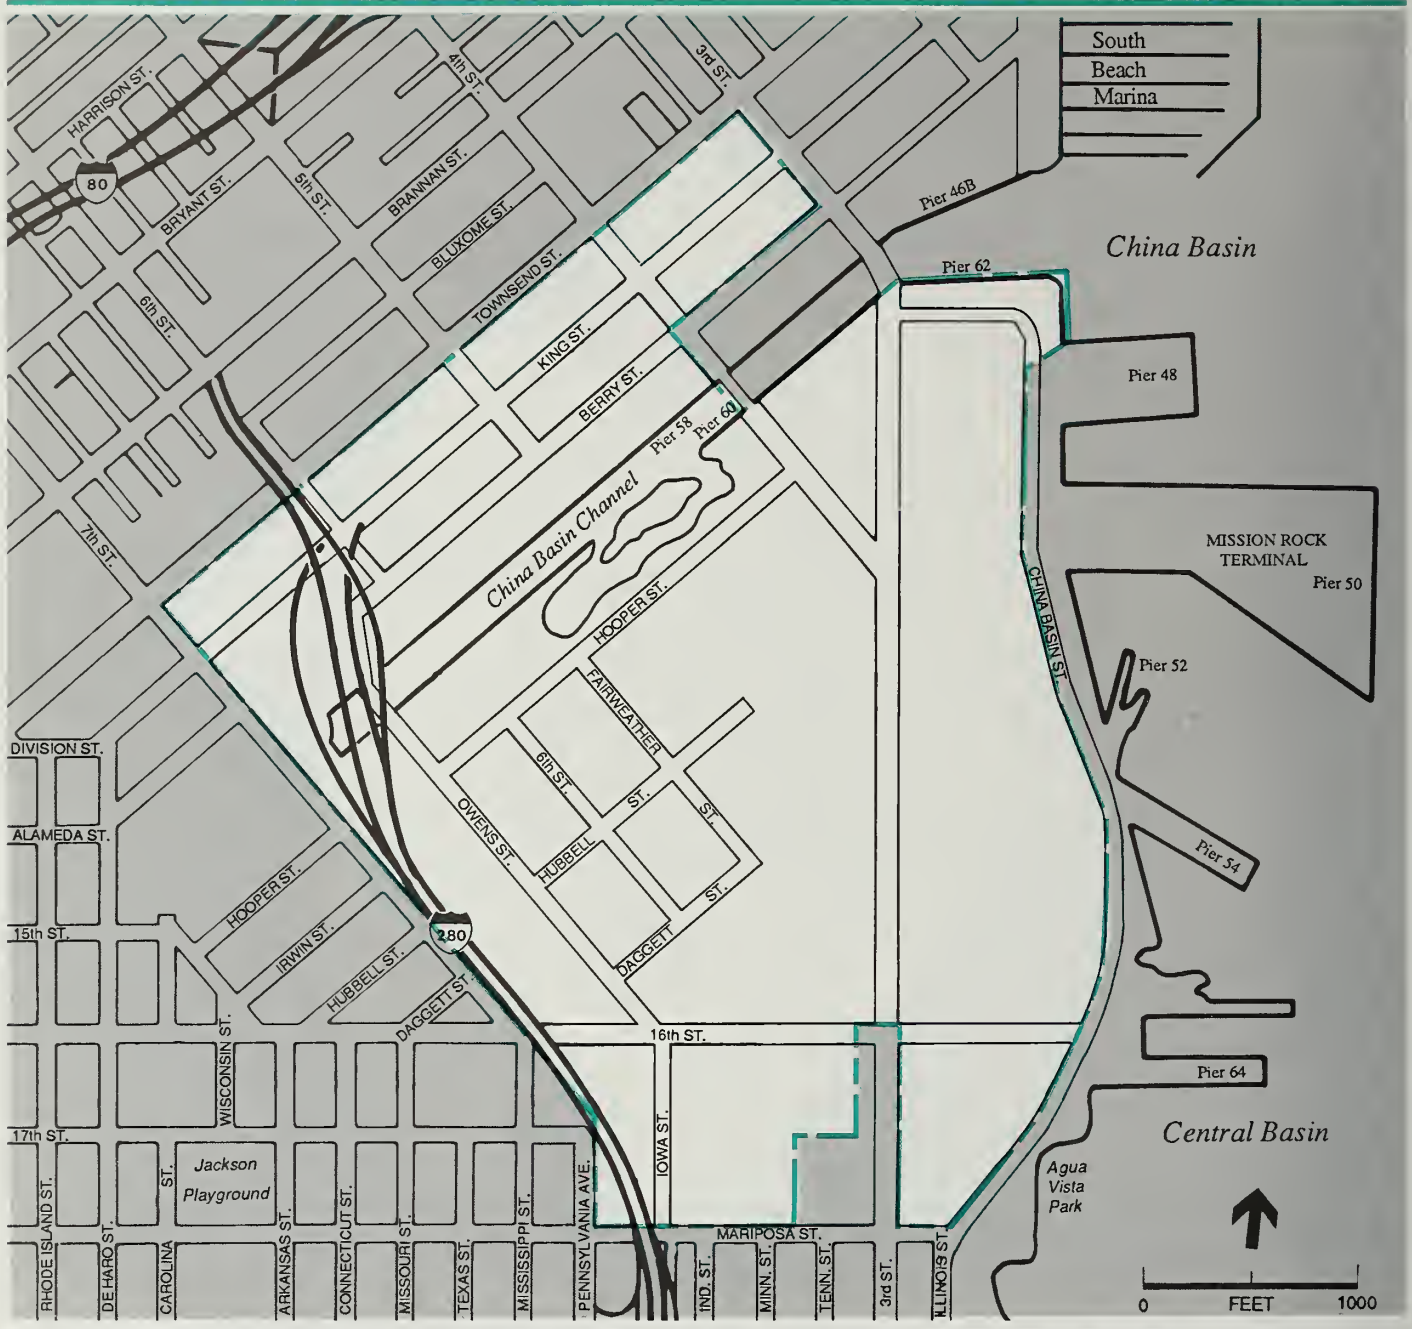 South
Beach
Marina
3rd ST.
4th ST.
HARRISON ST.
80
BRYANT ST.
5th ST.
BRANNAN ST.
BLUXOME ST.
TOWNSEND ST.
6th ST.
KING ST.
BERRY ST.
7th ST.
Pier 46B
China Basin
Pier 62
Pier 48
Pier 58
Pier 60
China Basin Channel
MISSION ROCK
TERMINAL
Pier 50
CHINA BASIN ST.
Pier 52
HOOPER ST.
FAIRWEATHER
ST.
6th ST.
HUBBELL
ST.
OWENS ST.
DAGGETT
ST.
DIVISION ST.
ALAMEDA ST.
Pier 54
HOOPER ST.
IRWIN ST.
HUBBELL ST.
DAGGETT ST.
280
15th ST.
16th ST.
WISCONSIN ST.
17th ST.
Jackson
Playground
IOWA ST.
Pier 64
Central Basin
Agua
Vista
Park
MARIPOSA ST.
RHODE ISLAND ST.
DE HARO ST.
CAROLINA
ST.
ARKANSAS ST.
CONNECTICUT ST.
MISSOURI ST.
TEXAS ST.
MISSISSIPPI ST.
PENNSYLVANIA AVE.
IND. ST.
MINN. ST.
TENN. ST.
3rd ST.
ILLINOIS ST.
0
FEET
1000